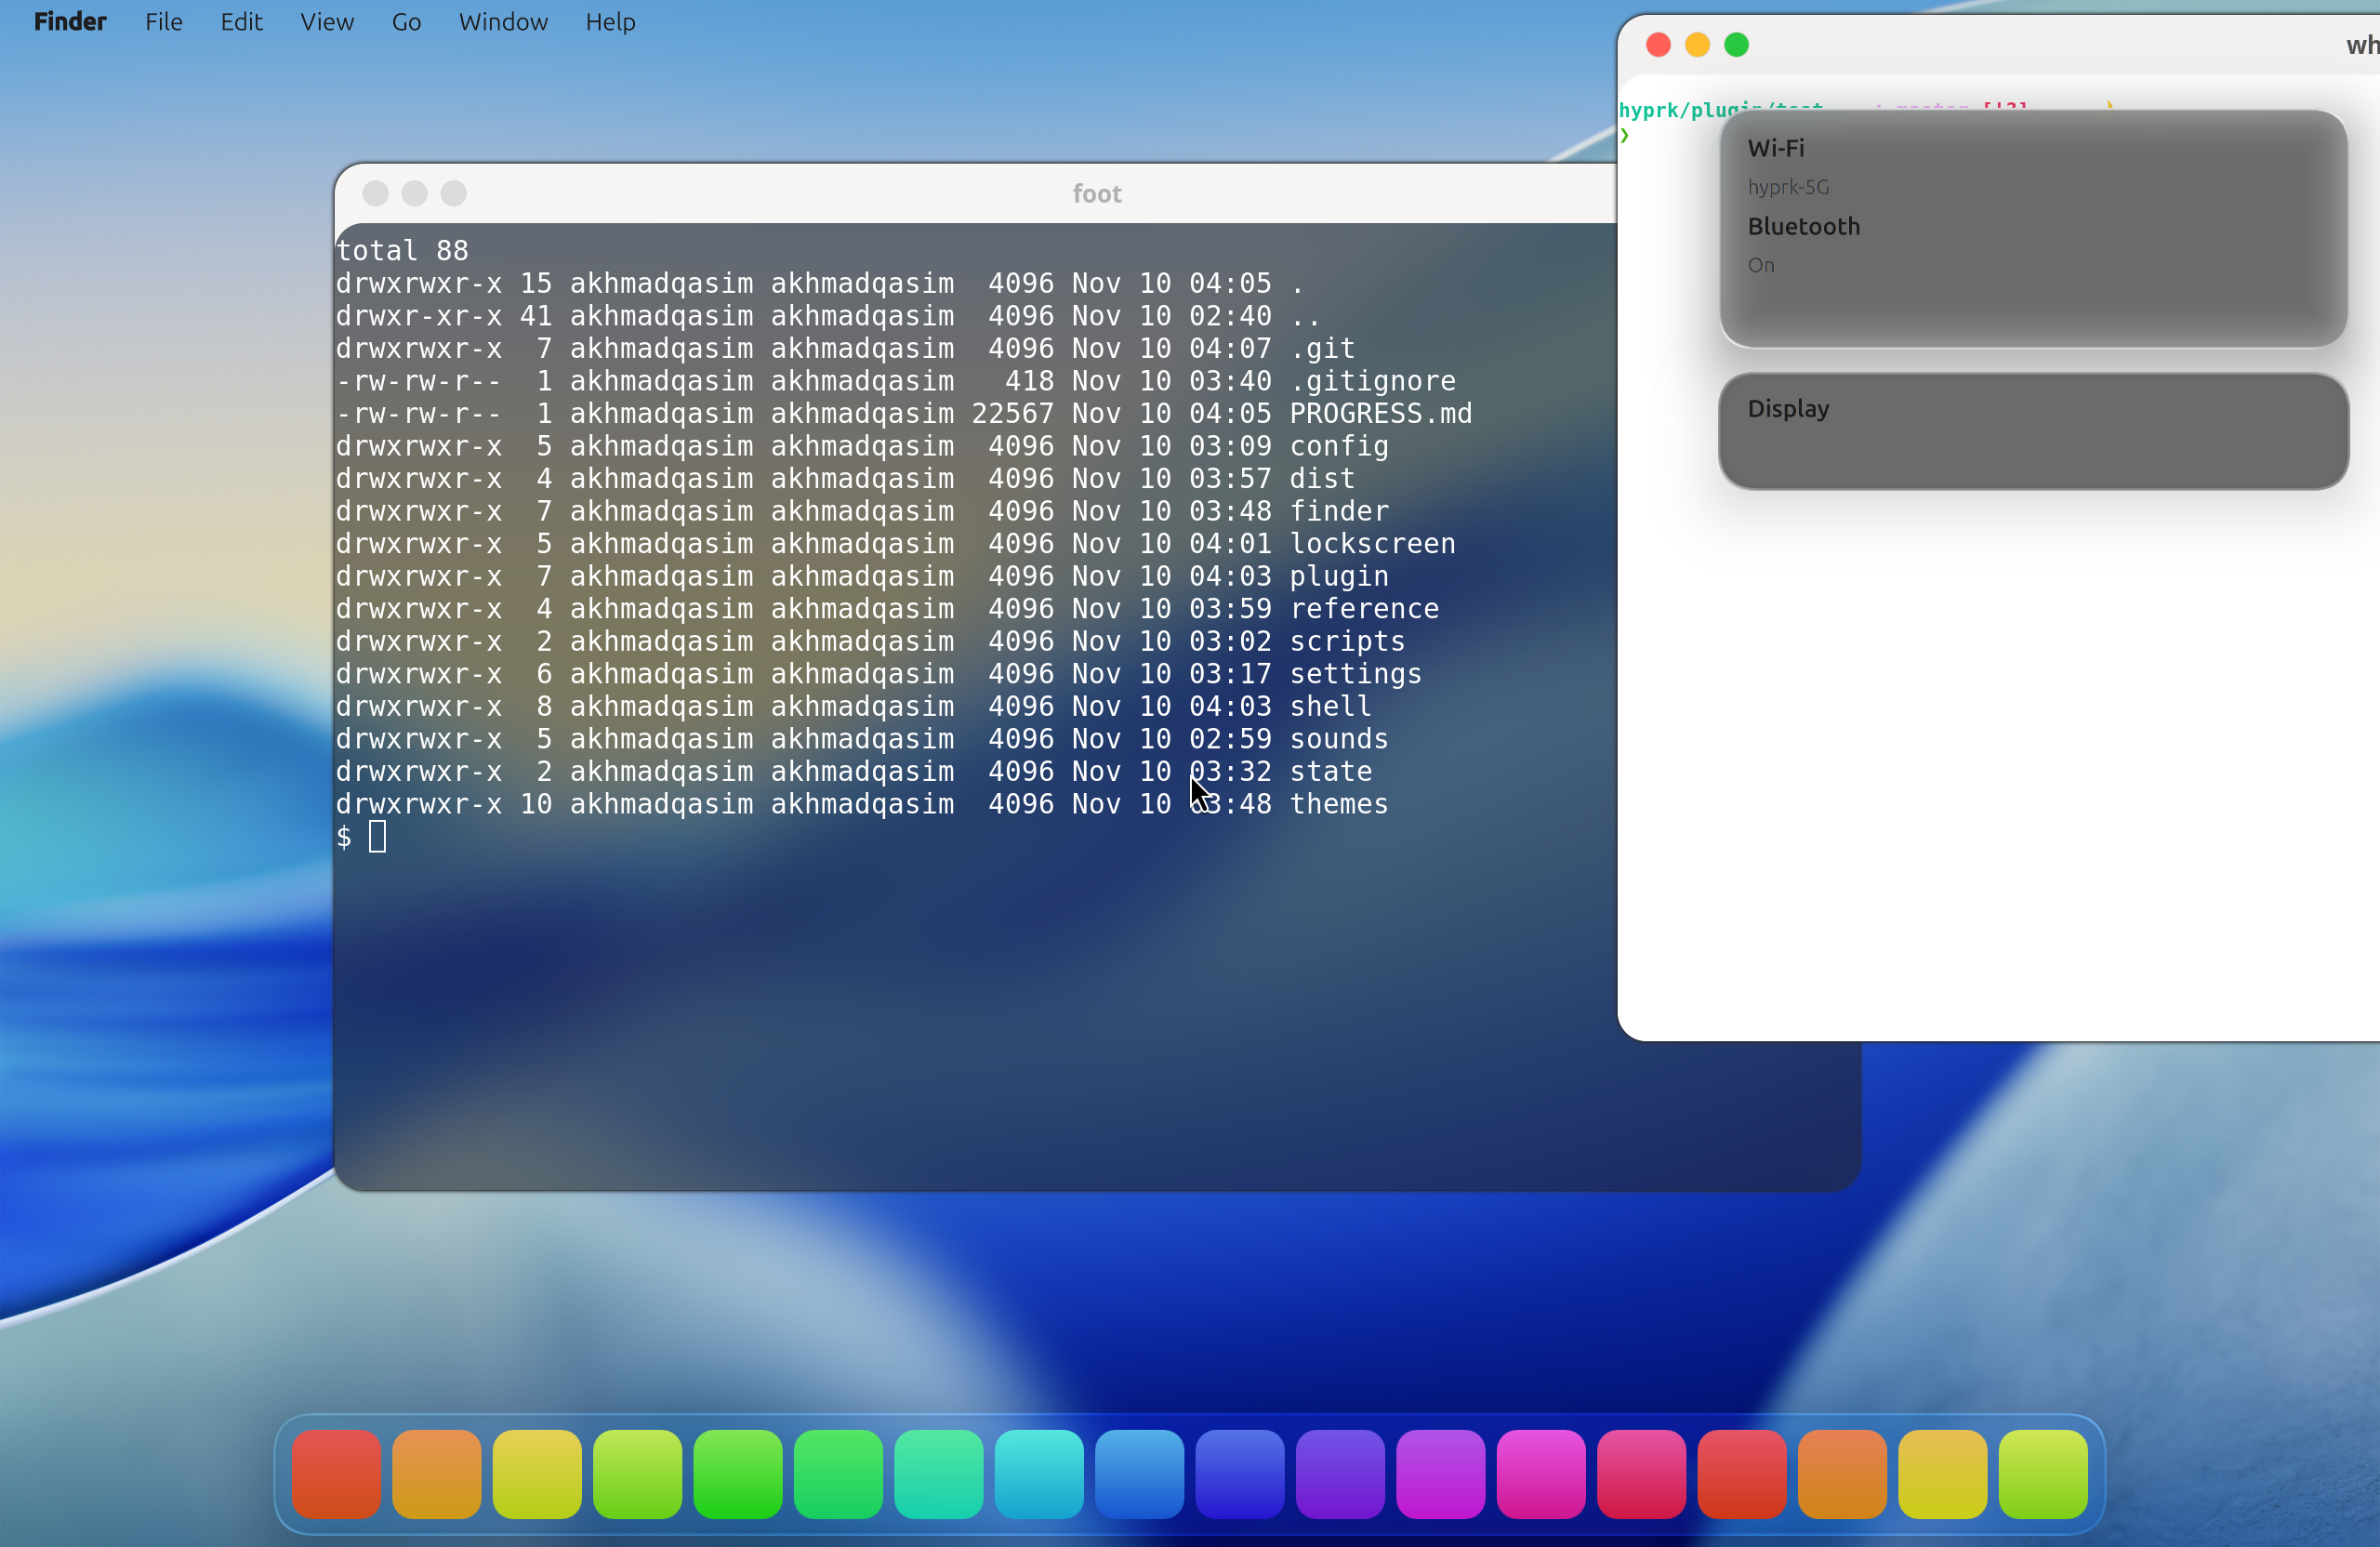 Finder File Edit View Go Window Help
foot
total 88
drwxrwxr-x 15 akhmadqasim akhmadqasim  4096 Nov 10 04:05 .
drwxr-xr-x 41 akhmadqasim akhmadqasim  4096 Nov 10 02:40 ..
drwxrwxr-x  7 akhmadqasim akhmadqasim  4096 Nov 10 04:07 .git
-rw-rw-r--  1 akhmadqasim akhmadqasim   418 Nov 10 03:40 .gitignore
-rw-rw-r--  1 akhmadqasim akhmadqasim 22567 Nov 10 04:05 PROGRESS.md
drwxrwxr-x  5 akhmadqasim akhmadqasim  4096 Nov 10 03:09 config
drwxrwxr-x  4 akhmadqasim akhmadqasim  4096 Nov 10 03:57 dist
drwxrwxr-x  7 akhmadqasim akhmadqasim  4096 Nov 10 03:48 finder
drwxrwxr-x  5 akhmadqasim akhmadqasim  4096 Nov 10 04:01 lockscreen
drwxrwxr-x  7 akhmadqasim akhmadqasim  4096 Nov 10 04:03 plugin
drwxrwxr-x  4 akhmadqasim akhmadqasim  4096 Nov 10 03:59 reference
drwxrwxr-x  2 akhmadqasim akhmadqasim  4096 Nov 10 03:02 scripts
drwxrwxr-x  6 akhmadqasim akhmadqasim  4096 Nov 10 03:17 settings
drwxrwxr-x  8 akhmadqasim akhmadqasim  4096 Nov 10 04:03 shell
drwxrwxr-x  5 akhmadqasim akhmadqasim  4096 Nov 10 02:59 sounds
drwxrwxr-x  2 akhmadqasim akhmadqasim  4096 Nov 10 03:32 state
drwxrwxr-x 10 akhmadqasim akhmadqasim  4096 Nov 10 03:48 themes
$
wh
hyprk/plugin/test
❯
Wi-Fi
hyprk-5G
Bluetooth
On
Display